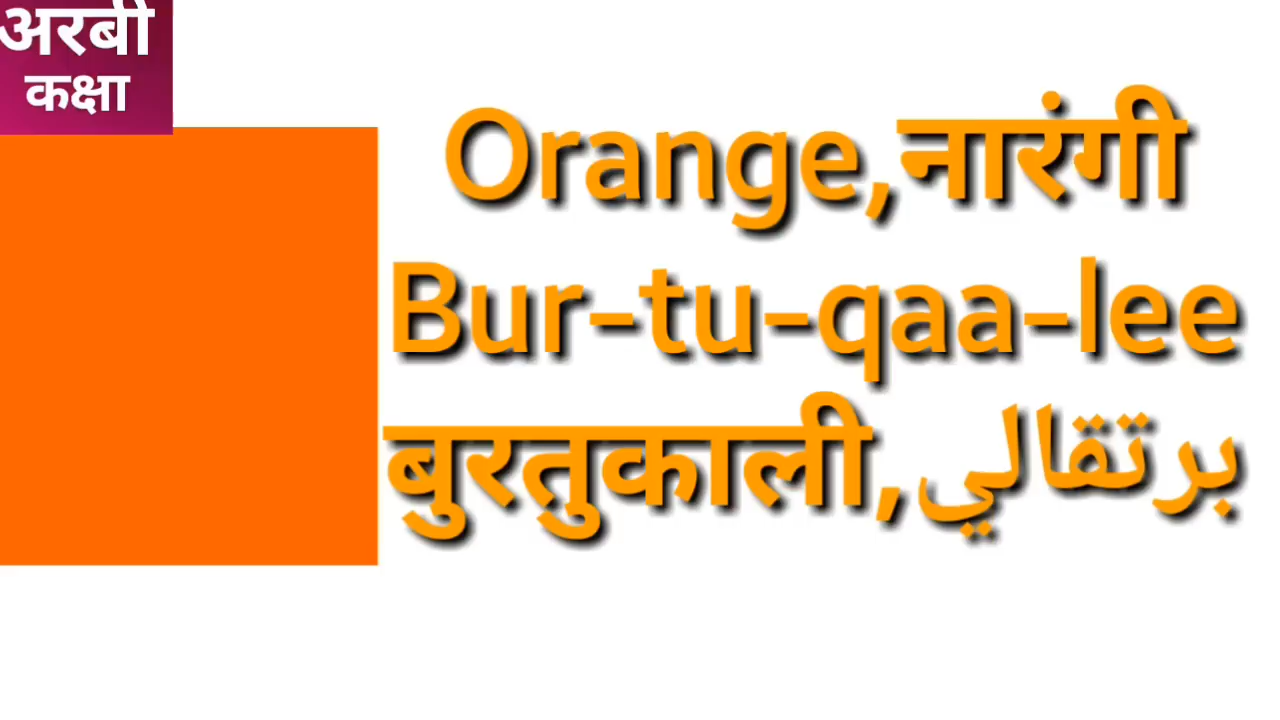 अरबी
कक्षा
Orange,नारंगी
Bur-tu-qaa-lee
बुरतुकाली,برتقالي